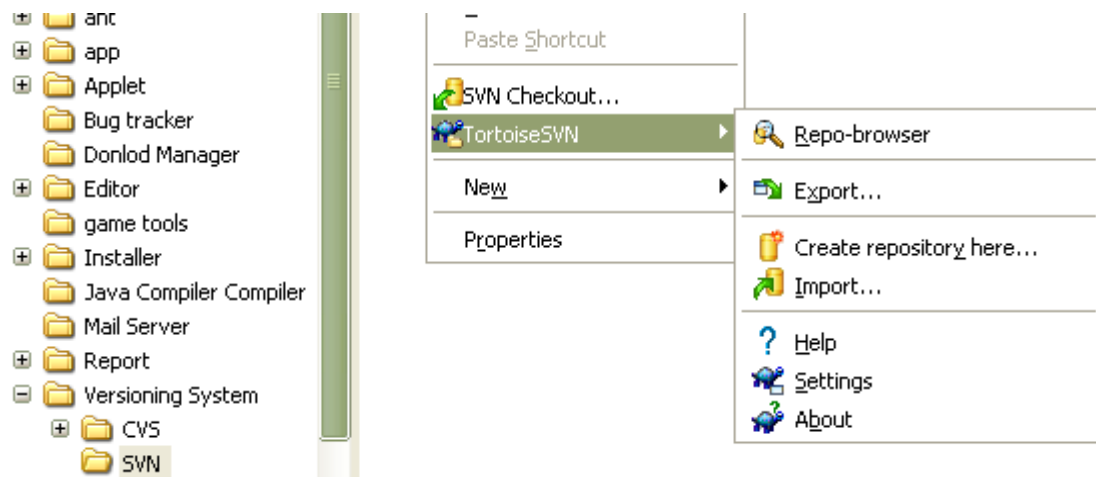 ant
app
Applet
Bug tracker
Donlod Manager
Editor
game tools
Installer
Java Compiler Compiler
Mail Server
Report
Versioning System
CVS
SVN
Paste Shortcut
SVN Checkout...
TortoiseSVN
New
Properties
Repo-browser
Export...
Create repository here...
Import...
Help
Settings
About